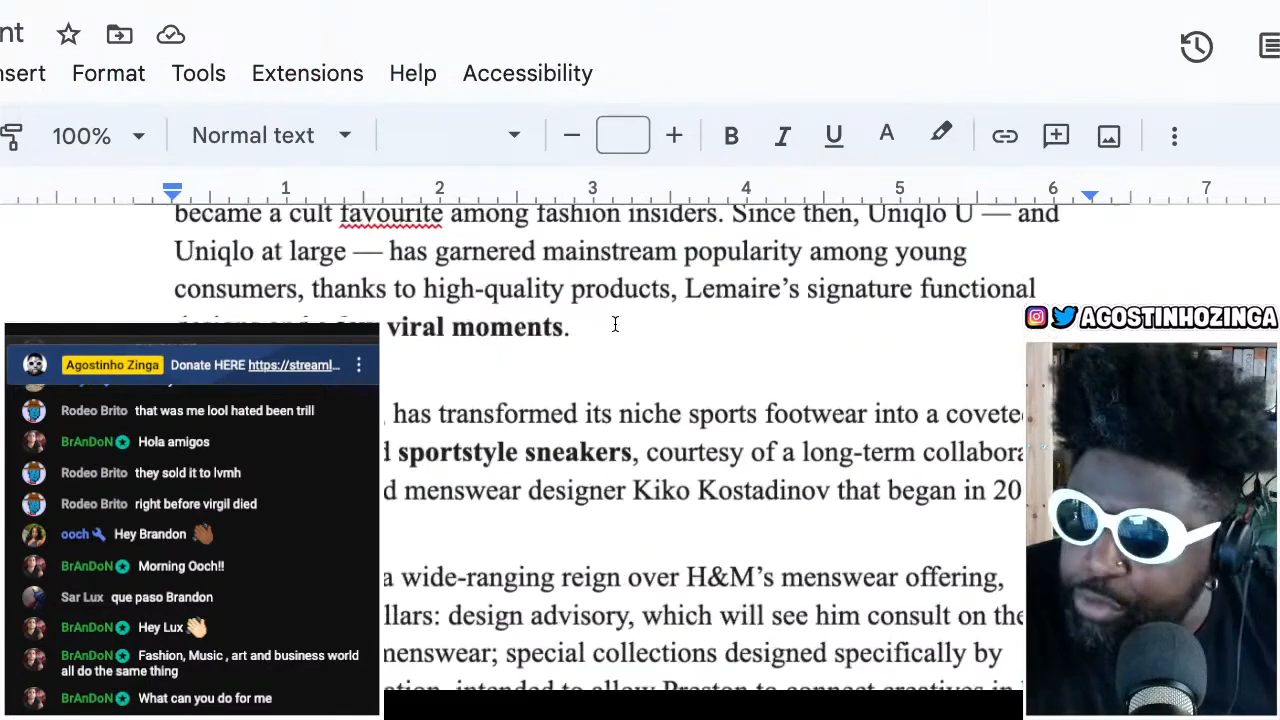 nt
nsert Format Tools Extensions Help Accessibility
100% Normal text B I U A
1 2 3 4 5 6 7
became a cult favourite among fashion insiders. Since then, Uniqlo U — and
Uniqlo at large — has garnered mainstream popularity among young
consumers, thanks to high-quality products, Lemaire's signature functional
viral moments.
has transformed its niche sports footwear into a covete
sportstyle sneakers, courtesy of a long-term collabora
d menswear designer Kiko Kostadinov that began in 20
a wide-ranging reign over H&M's menswear offering,
llars: design advisory, which will see him consult on the
menswear; special collections designed specifically by
intended to allow Preston to connect creatives in
Agostinho Zinga Donate HERE https://streaml...
Rodeo Brito that was me lool hated been trill
BrAnDoN Hola amigos
Rodeo Brito they sold it to lvmh
Rodeo Brito right before virgil died
ooch Hey Brandon
BrAnDoN Morning Ooch!!
Sar Lux que paso Brandon
BrAnDoN Hey Lux
BrAnDoN Fashion, Music , art and business world
all do the same thing
BrAnDoN What can you do for me
AGOSTINHOZINGA